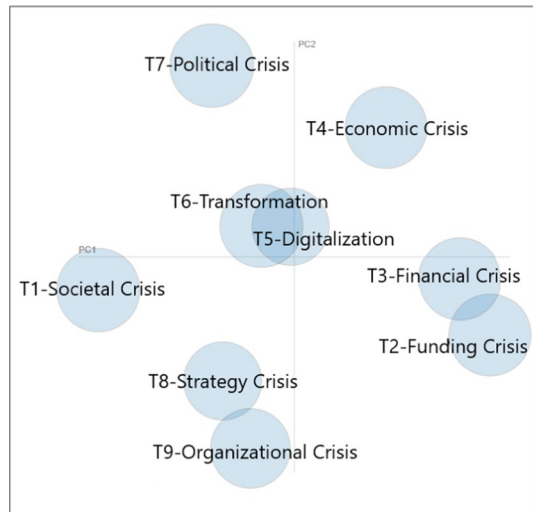 PC2
T7-Political Crisis
T4-Economic Crisis
T6-Transformation
T5-Digitalization
PC1
T3-Financial Crisis
T1-Societal Crisis
T2-Funding Crisis
T8-Strategy Crisis
T9-Organizational Crisis